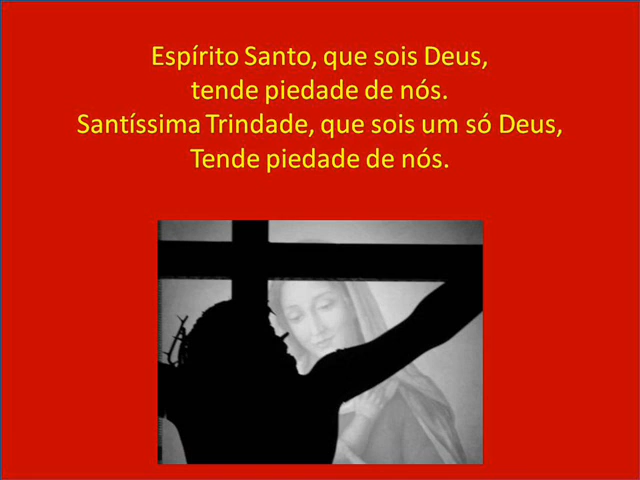 Espírito Santo, que sois Deus,
tende piedade de nós.
Santíssima Trindade, que sois um só Deus,
Tende piedade de nós.